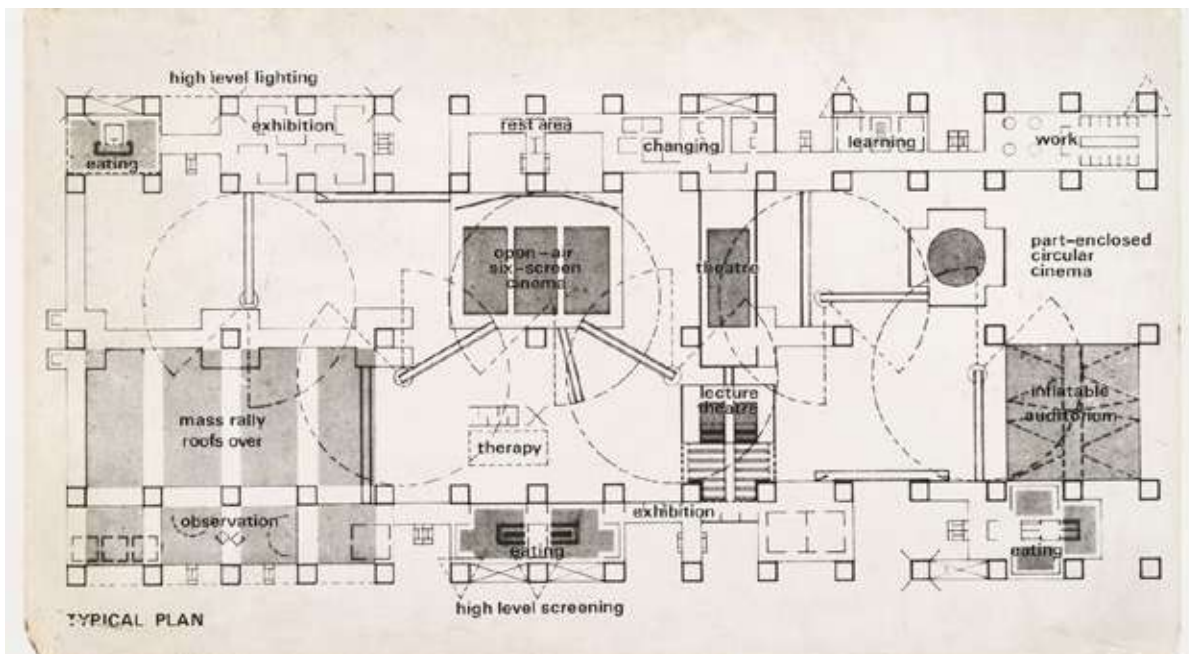 high level lighting
exhibition
eating
rest area
changing
learning
work
open-air
six-screen
cinema
theatre
part-enclosed
circular
cinema
mass rally
roofs over
lecture
theatre
inflatable
auditorium
therapy
observation
exhibition
eating
eating
high level screening
TYPICAL PLAN